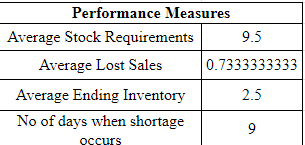 Performance Measures
Average Stock Requirements 9.5
Average Lost Sales 0.7333333333
Average Ending Inventory 2.5
No of days when shortage
occurs 9